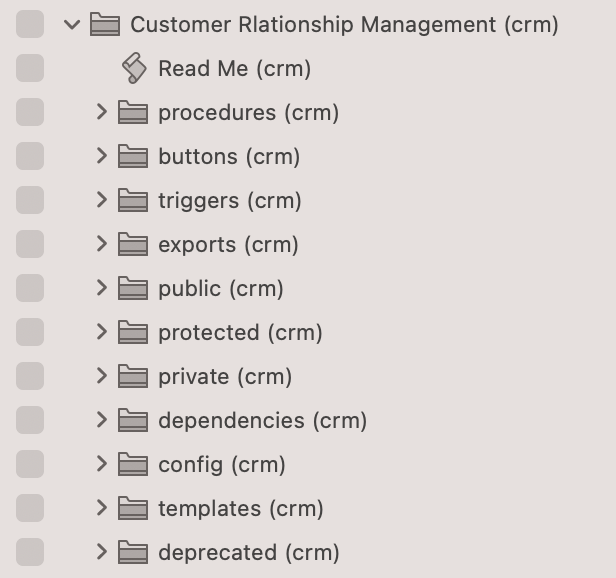 Customer Rlationship Management (crm)
Read Me (crm)
procedures (crm)
buttons (crm)
triggers (crm)
exports (crm)
public (crm)
protected (crm)
private (crm)
dependencies (crm)
config (crm)
templates (crm)
deprecated (crm)